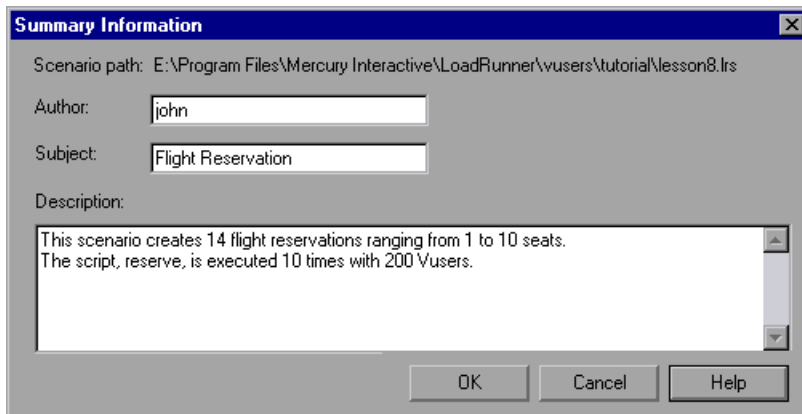 Summary Information
Scenario path: E:\Program Files\Mercury Interactive\LoadRunner\vusers\tutorial\lesson8.lrs
Author: john
Subject: Flight Reservation
Description:
This scenario creates 14 flight reservations ranging from 1 to 10 seats.
The script, reserve, is executed 10 times with 200 Vusers.
OK Cancel Help